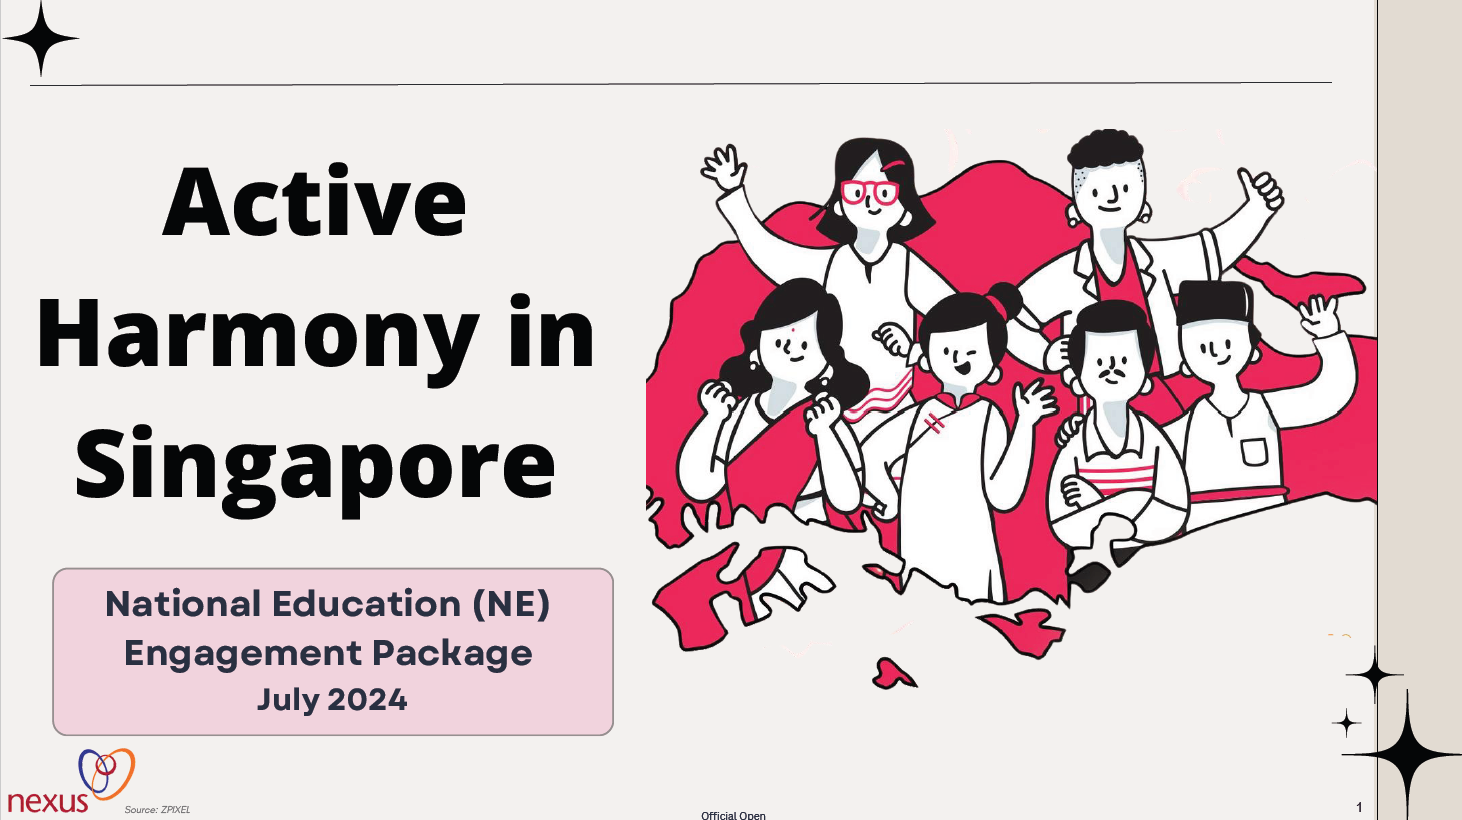 Active
Harmony in
Singapore
National Education (NE)
Engagement Package
July 2024
nexus
Source: ZPIXEL
Official Open
1